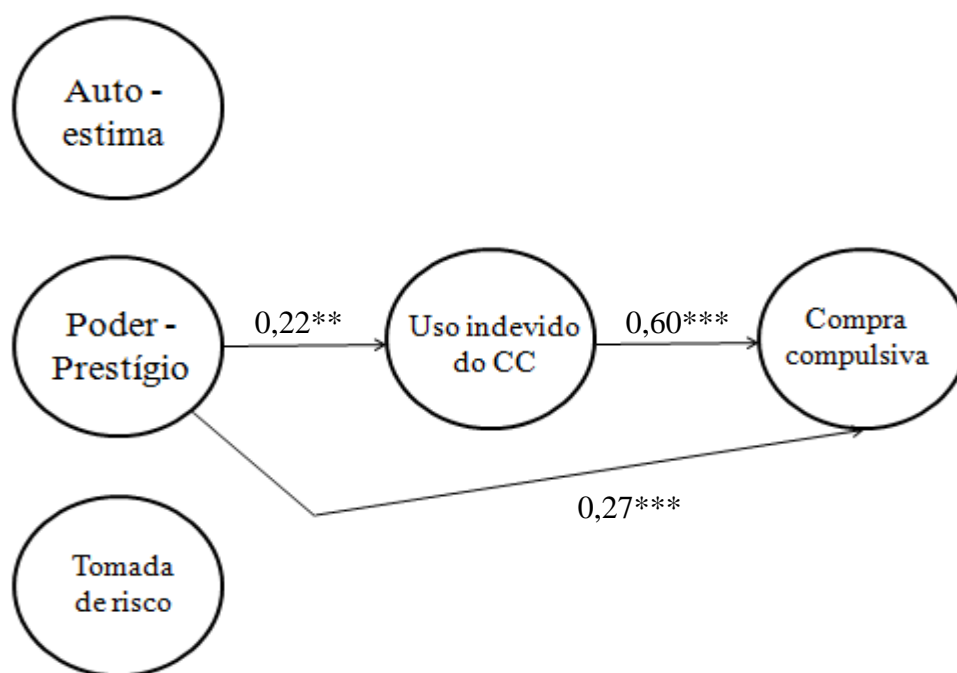 Auto -
estima
Poder -
Prestígio
0,22**
Uso indevido
do CC
0,60***
Compra
compulsiva
0,27***
Tomada
de risco